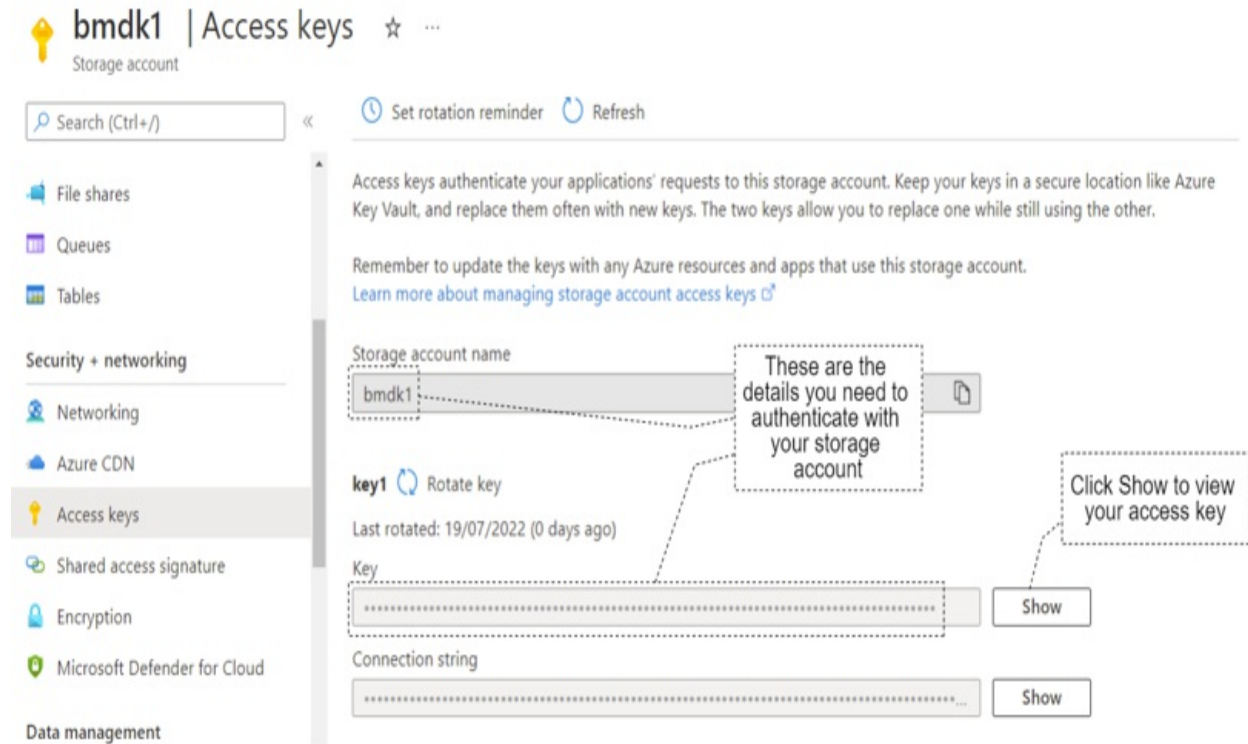 bmdk1 | Access keys ☆ ...
Storage account
Search (Ctrl+/) «
Set rotation reminder Refresh
File shares
Queues
Tables
Security + networking
Networking
Azure CDN
Access keys
Shared access signature
Encryption
Microsoft Defender for Cloud
Data management
Access keys authenticate your applications' requests to this storage account. Keep your keys in a secure location like Azure
Key Vault, and replace them often with new keys. The two keys allow you to replace one while still using the other.
Remember to update the keys with any Azure resources and apps that use this storage account.
Learn more about managing storage account access keys
Storage account name
bmdk1
These are the
details you need to
authenticate with
your storage
account
key1 Rotate key
Last rotated: 19/07/2022 (0 days ago)
Click Show to view
your access key
Key
Show
Connection string
...
Show